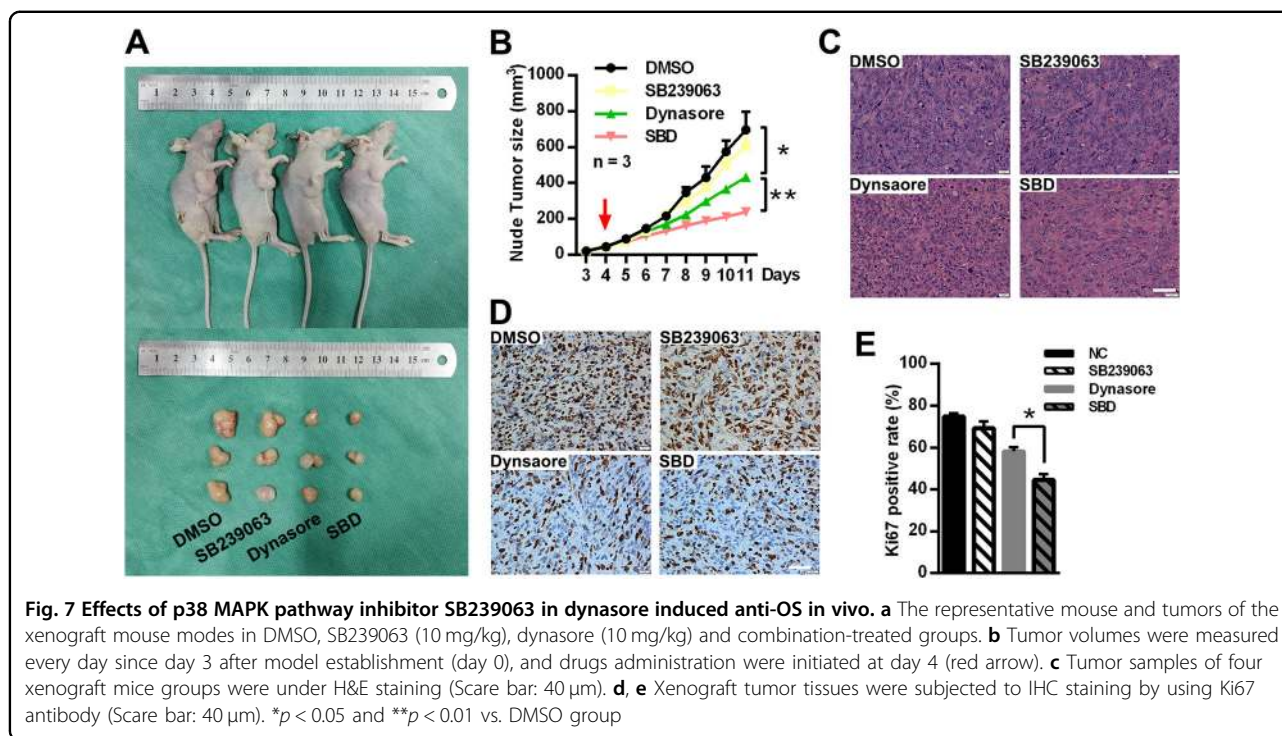 A
1 2 3 4 5 6 7 8 9 10 11 12 13 14 15 cm
1 2 3 4 5 6 7 8 9 10 11 12 13 14 15 cm
DMSO
SB239063
Dynasore
SBD
B
Nude Tumor size (mm³)
1000
800
600
400
200
0
DMSO
SB239063
Dynasore
SBD
n = 3
*
**
3 4 5 6 7 8 9 10 11 Days
C
DMSO
SB239063
Dynsaore
SBD
D
DMSO
SB239063
Dynsaore
SBD
E
Ki67 positive rate (%)
100
80
60
40
20
0
NC
SB239063
Dynasore
SBD
*
Fig. 7 Effects of p38 MAPK pathway inhibitor SB239063 in dynasore induced anti-OS in vivo. a The representative mouse and tumors of the
xenograft mouse modes in DMSO, SB239063 (10 mg/kg), dynasore (10 mg/kg) and combination-treated groups. b Tumor volumes were measured
every day since day 3 after model establishment (day 0), and drugs administration were initiated at day 4 (red arrow). c Tumor samples of four
xenograft mice groups were under H&E staining (Scare bar: 40 μm). d, e Xenograft tumor tissues were subjected to IHC staining by using Ki67
antibody (Scare bar: 40 μm). *p < 0.05 and **p < 0.01 vs. DMSO group